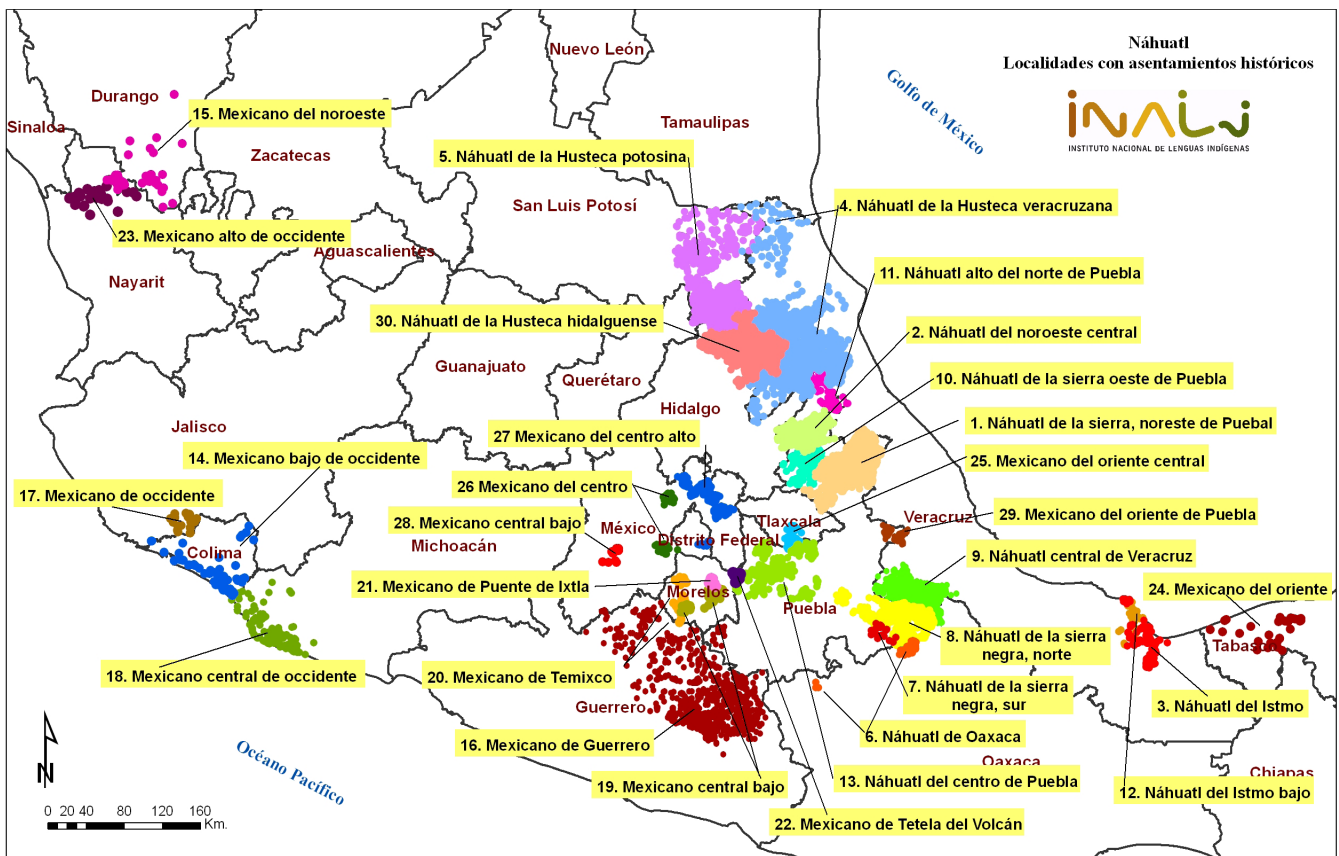 Náhuatl
Localidades con asentamientos históricos
INALI
INSTITUTO NACIONAL DE LENGUAS INDÍGENAS
Nuevo León
Golfo de México
Durango
15. Mexicano del noroeste
Sinaloa
Tamaulipas
Zacatecas
5. Náhuatl de la Husteca potosina
San Luis Potosí
4. Náhuatl de la Husteca veracruzana
23. Mexicano alto de occidente
Aguascalientes
11. Náhuatl alto del norte de Puebla
Nayarit
30. Náhuatl de la Husteca hidalguense
2. Náhuatl del noroeste central
Guanajuato
Querétaro
10. Náhuatl de la sierra oeste de Puebla
Hidalgo
1. Náhuatl de la sierra, noreste de Puebal
Jalisco
27 Mexicano del centro alto
14. Mexicano bajo de occidente
25. Mexicano del oriente central
26 Mexicano del centro
17. Mexicano de occidente
28. Mexicano central bajo
México
Tlaxcala
Veracruz
29. Mexicano del oriente de Puebla
Distrito Federal
Michoacán
Colima
9. Náhuatl central de Veracruz
21. Mexicano de Puente de Ixtla
Morelos
24. Mexicano del oriente
Puebla
8. Náhuatl de la sierra
negra, norte
Tabasco
18. Mexicano central de occidente
20. Mexicano de Temixco
7. Náhuatl de la sierra
negra, sur
3. Náhuatl del Istmo
Guerrero
16. Mexicano de Guerrero
6. Náhuatl de Oaxaca
Oaxaca
Océano Pacífico
19. Mexicano central bajo
13. Náhuatl del centro de Puebla
Chiapas
12. Náhuatl del Istmo bajo
22. Mexicano de Tetela del Volcán
N
0 20 40 80 120 160
Km.